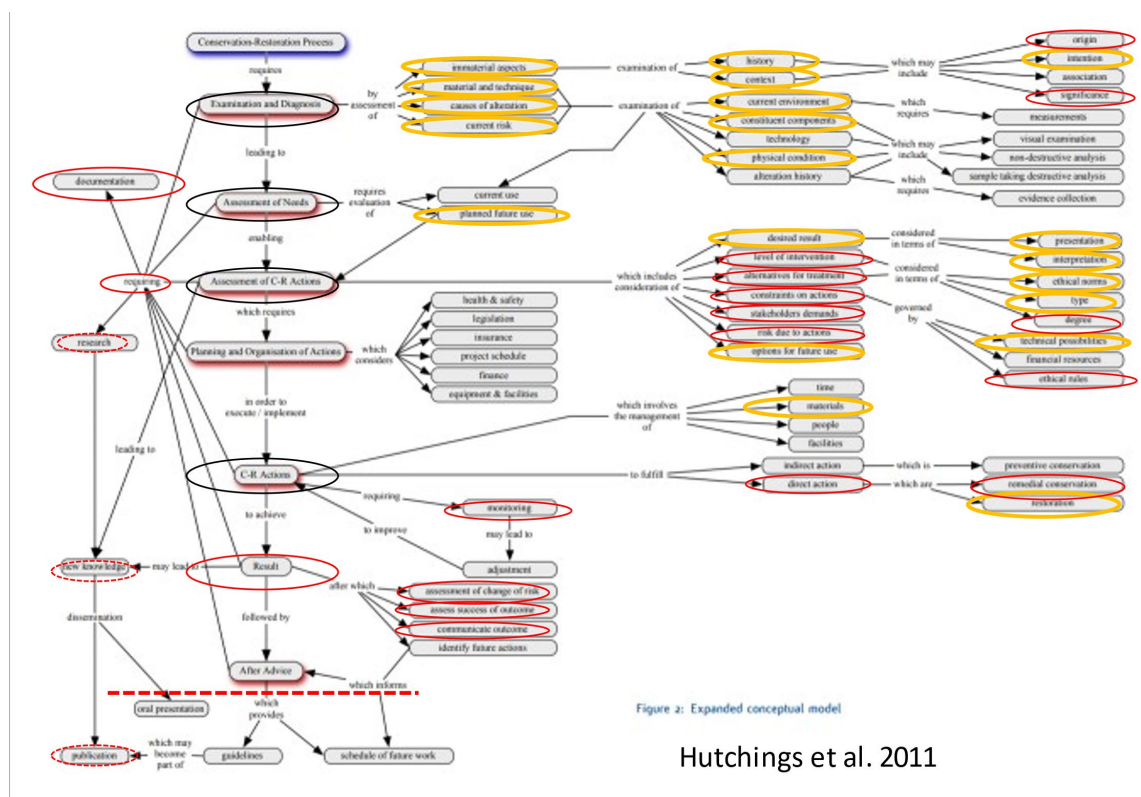 Conservation-Restoration Process
requires
Examination and Diagnosis
by
assessment
of
immaterial aspects
material and technique
causes of alteration
current risk
examination of
history
context
which may
include
origin
intention
association
significance
examination of
current environment
constituent components
technology
physical condition
alteration history
which
requires
measurements
which may
include
visual examination
non-destructive analysis
sample taking destructive analysis
which
requires
evidence collection
leading to
documentation
Assessment of Needs
requires
evaluation
of
current use
planned future use
enabling
requiring
Assessment of C-R Actions
which includes
consideration of
desired result
level of intervention
alternatives for treatment
constraints on actions
stakeholders demands
risk due to actions
options for future use
considered
in terms of
presentation
interpretation
considered
in terms of
ethical norms
type
degree
governed
by
technical possibilities
financial resources
ethical rules
which requires
research
Planning and Organisation of Actions
which
considers
health & safety
legislation
insurance
project schedule
finance
equipment & facilities
in order to
execute / implement
which involves
the management
of
time
materials
people
facilities
leading to
C-R Actions
to fulfill
indirect action
which is
preventive conservation
direct action
which are
remedial conservation
restoration
requiring
monitoring
to achieve
to improve
may lead to
adjustment
new knowledge
may lead to
Result
after which
assessment of change of risk
assess success of outcome
communicate outcome
identify future actions
dissemination
followed by
After Advice
which informs
oral presentation
which
provides
publication
which may
become
part of
guidelines
schedule of future work
Figure 2: Expanded conceptual model
Hutchings et al. 2011